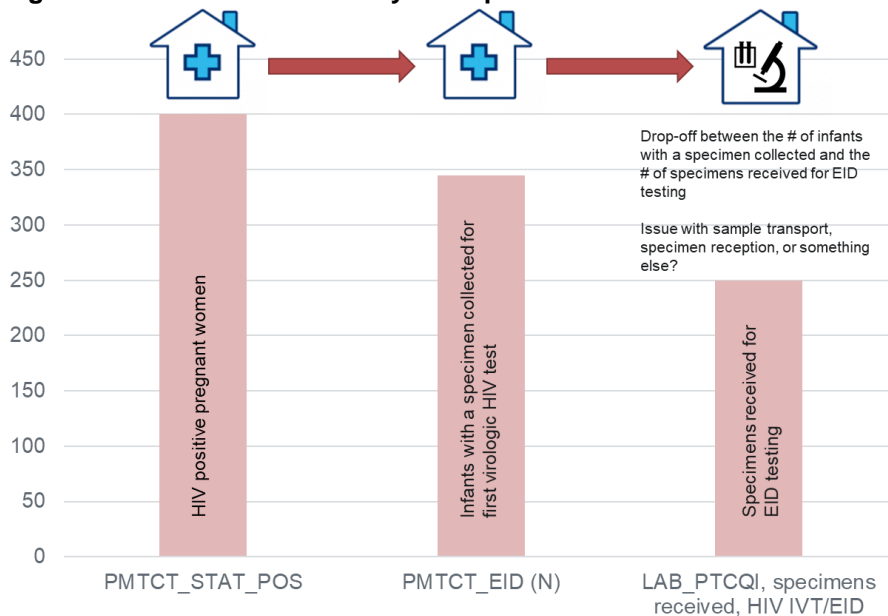 450
400
350
300
250
200
150
100
50
0
Drop-off between the # of infants
with a specimen collected and the
# of specimens received for EID
testing
Issue with sample transport,
specimen reception, or something
else?
HIV positive pregnant women
Infants with a specimen collected for
first virologic HIV test
Specimens received for
EID testing
PMTCT_STAT_POS
PMTCT_EID (N)
LAB_PTCQI, specimens
received, HIV IVT/EID